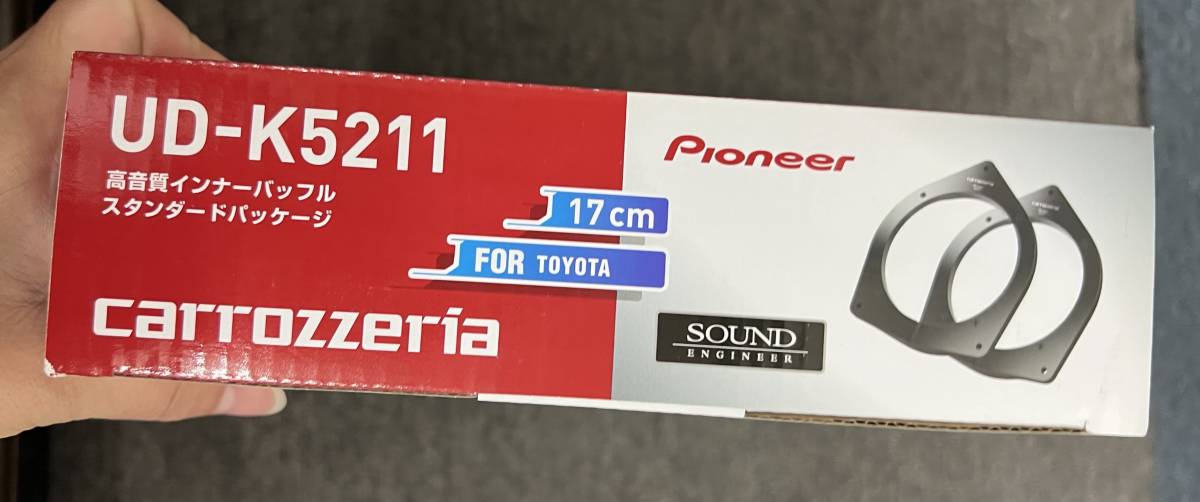 UD-K5211
高音質インナーバッフル
スタンダードパッケージ
17cm
FOR TOYOTA
carrozzeria
Pioneer
SOUND
ENGINEER